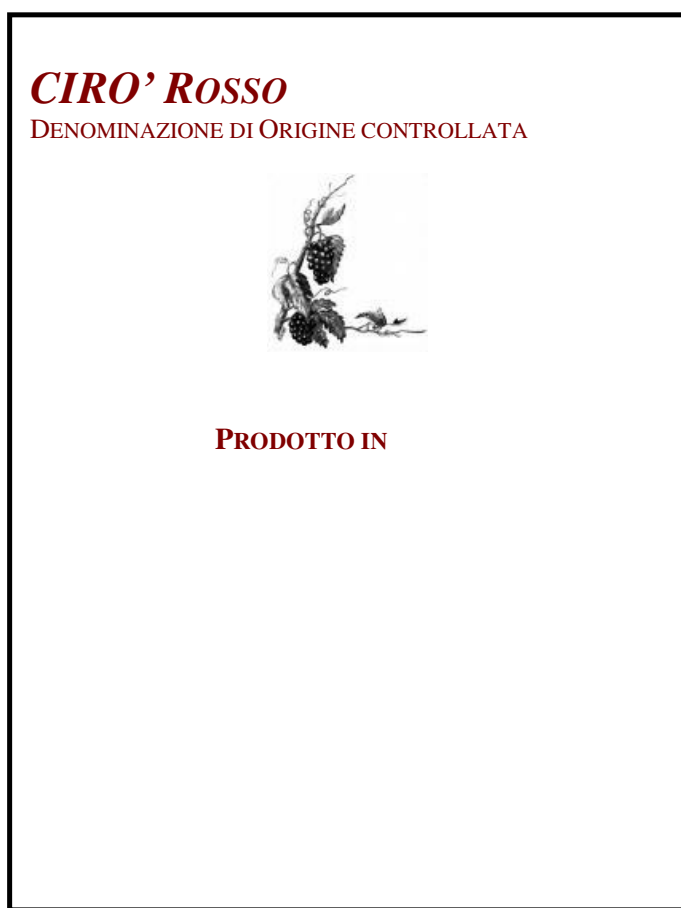 CIRO’ ROSSO
DENOMINAZIONE DI ORIGINE CONTROLLATA
PRODOTTO IN